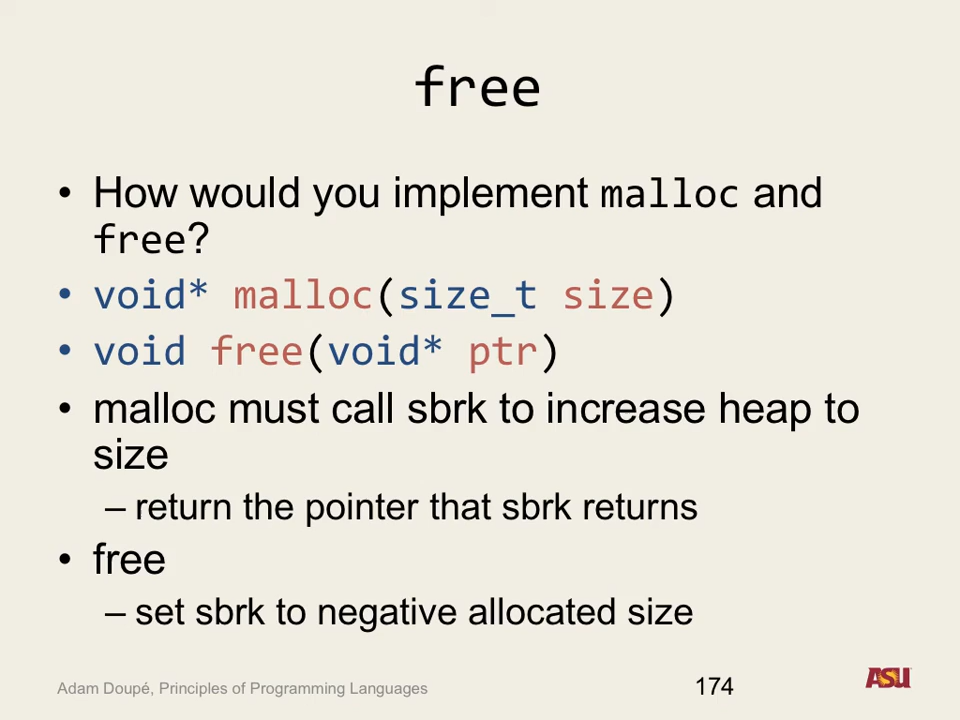 free
• How would you implement malloc and
free?
• void* malloc(size_t size)
• void free(void* ptr)
• malloc must call sbrk to increase heap to
size
– return the pointer that sbrk returns
• free
– set sbrk to negative allocated size
Adam Doupé, Principles of Programming Languages
174
ASU